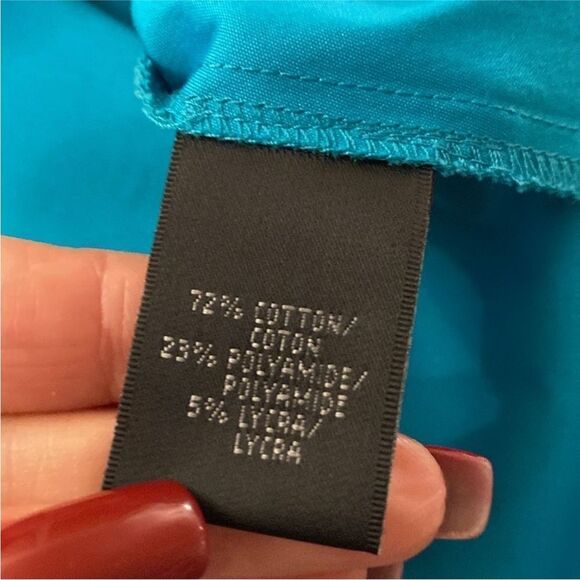 72% COTTON/
COTON
23% POLYAMIDE/
POLYAMIDE
5% LYCRA/
LYCRA